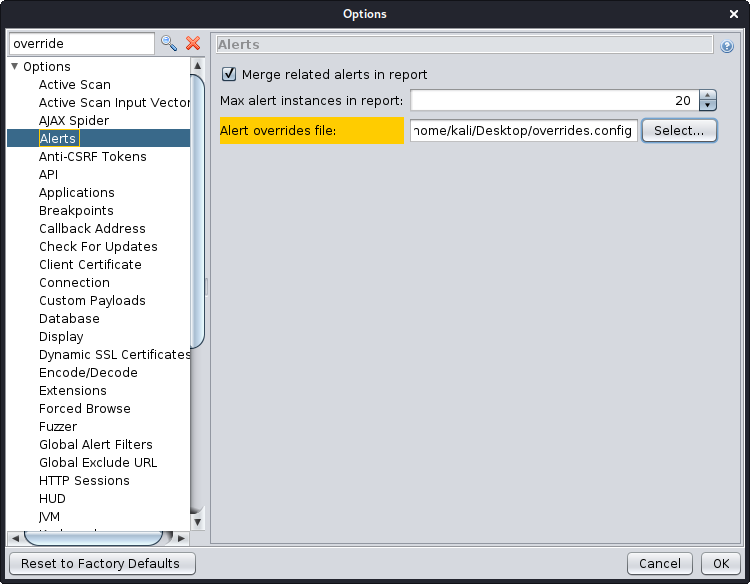 Options
override
Options
Active Scan
Active Scan Input Vector
AJAX Spider
Alerts
Anti-CSRF Tokens
API
Applications
Breakpoints
Callback Address
Check For Updates
Client Certificate
Connection
Custom Payloads
Database
Display
Dynamic SSL Certificates
Encode/Decode
Extensions
Forced Browse
Fuzzer
Global Alert Filters
Global Exclude URL
HTTP Sessions
HUD
JVM
Alerts
Merge related alerts in report
Max alert instances in report: 20
Alert overrides file: home/kali/Desktop/overrides.config Select...
Reset to Factory Defaults Cancel OK